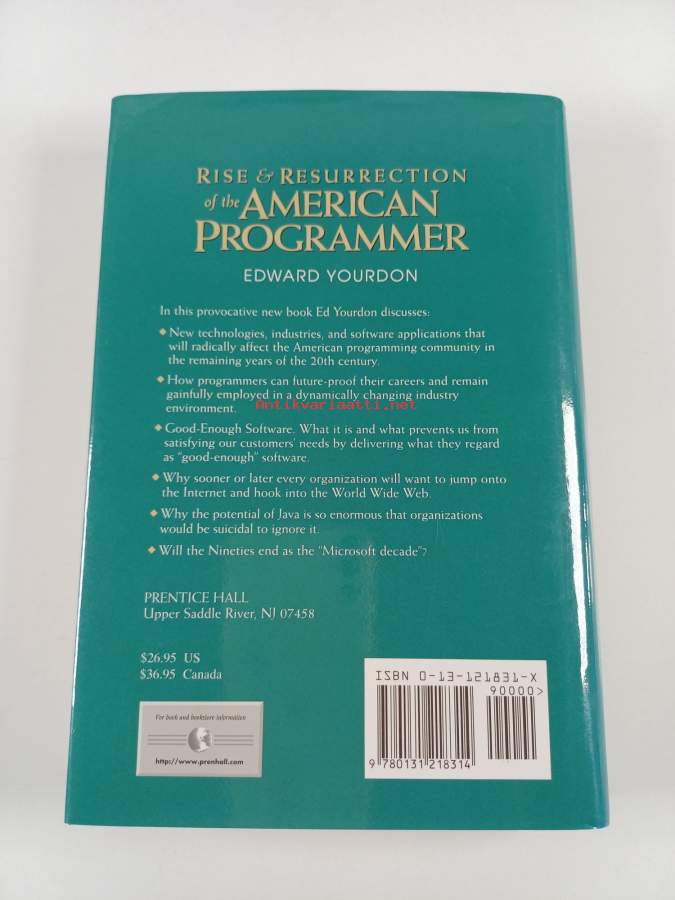 RISE & RESURRECTION
of the AMERICAN
PROGRAMMER
EDWARD YOURDON
In this provocative new book Ed Yourdon discusses:
New technologies, industries, and software applications that
will radically affect the American programming community in
the remaining years of the 20th century.
How programmers can future-proof their careers and remain
gainfully employed in a dynamically changing industry
environment.
Antikvariaatti.net
Good-Enough Software. What it is and what prevents us from
satisfying our customers' needs by delivering what they regard
as "good-enough" software.
Why sooner or later every organization will want to jump onto
the Internet and hook into the World Wide Web.
Why the potential of Java is so enormous that organizations
would be suicidal to ignore it.
Will the Nineties end as the "Microsoft decade"?
PRENTICE HALL
Upper Saddle River, NJ 07458
$26.95 US
$36.95 Canada
For book and bookstore information
http://www.prenhall.com
ISBN 0-13-121831-X
90000>
9 780131 218314